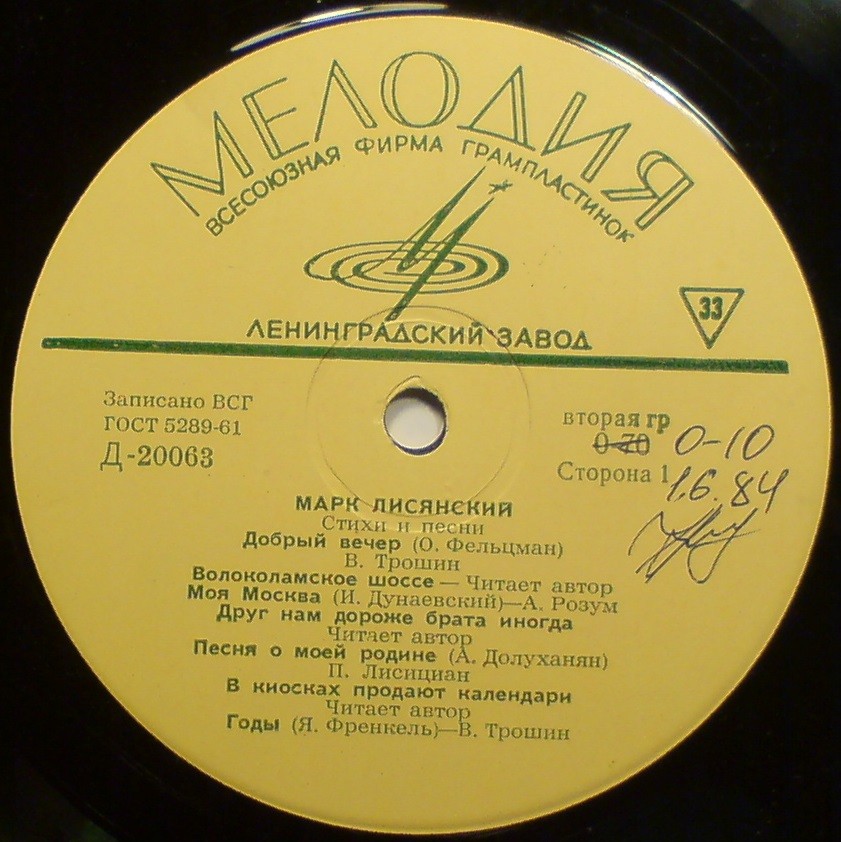 МЕЛОДИЯ
ВСЕСОЮЗНАЯ ФИРМА ГРАМПЛАСТИНОК
33
ЛЕНИНГРАДСКИЙ ЗАВОД
Записано ВСГ
ГОСТ 5289-61
Д-20063
вторая гр
0-70 0-10
Сторона 1
1.6.84
МАРК ЛИСЯНСКИЙ
Стихи и песни
Добрый вечер (О. Фельцман)
В. Трошин
Волоколамское шоссе — Читает автор
Моя Москва (И. Дунаевский)—А. Розум
Друг нам дороже брата иногда
Читает автор
Песня о моей родине (А. Долуханян)
П. Лисициан
В киосках продают календари
Читает автор
Годы (Я. Френкель)—В. Трошин